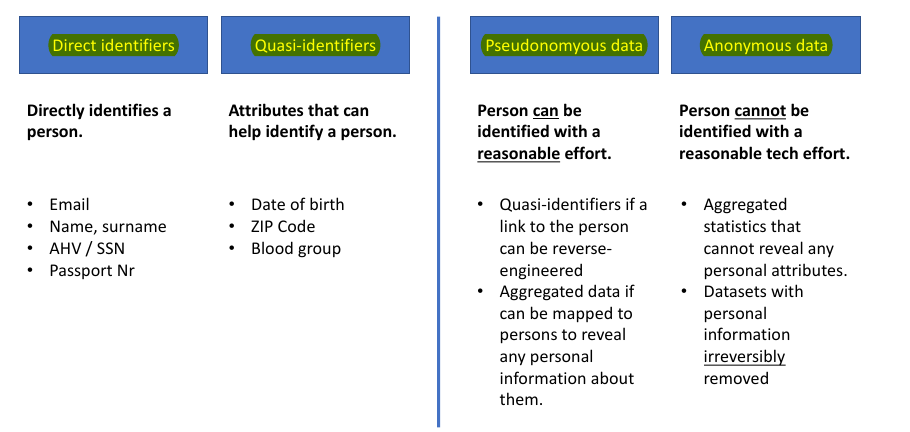 Direct identifiers
Directly identifies a
person.
• Email
• Name, surname
• AHV / SSN
• Passport Nr
Quasi-identifiers
Attributes that can
help identify a person.
• Date of birth
• ZIP Code
• Blood group
Pseudonomyous data
Person can be
identified with a
reasonable effort.
• Quasi-identifiers if a
link to the person
can be reverse-
engineered
• Aggregated data if
can be mapped to
persons to reveal
any personal
information about
them.
Anonymous data
Person cannot be
identified with a
reasonable tech effort.
• Aggregated
statistics that
cannot reveal any
personal attributes.
• Datasets with
personal
information
irreversibly
removed